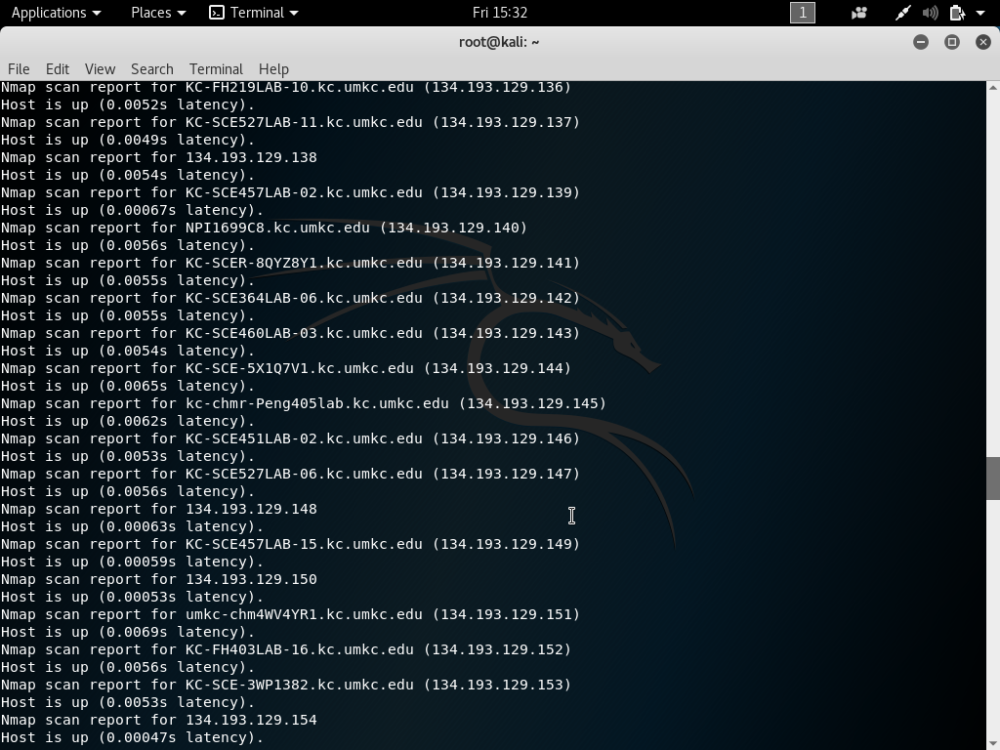 Applications Places Terminal Fri 15:32 1
root@kali: ~
File Edit View Search Terminal Help
Nmap scan report for KC-FH219LAB-10.kc.umkc.edu (134.193.129.136)
Host is up (0.0052s latency).
Nmap scan report for KC-SCE527LAB-11.kc.umkc.edu (134.193.129.137)
Host is up (0.0049s latency).
Nmap scan report for 134.193.129.138
Host is up (0.0054s latency).
Nmap scan report for KC-SCE457LAB-02.kc.umkc.edu (134.193.129.139)
Host is up (0.00067s latency).
Nmap scan report for NPI1699C8.kc.umkc.edu (134.193.129.140)
Host is up (0.0056s latency).
Nmap scan report for KC-SCER-8QYZ8Y1.kc.umkc.edu (134.193.129.141)
Host is up (0.0055s latency).
Nmap scan report for KC-SCE364LAB-06.kc.umkc.edu (134.193.129.142)
Host is up (0.0055s latency).
Nmap scan report for KC-SCE460LAB-03.kc.umkc.edu (134.193.129.143)
Host is up (0.0054s latency).
Nmap scan report for KC-SCE-5X1Q7V1.kc.umkc.edu (134.193.129.144)
Host is up (0.0065s latency).
Nmap scan report for kc-chmr-Peng405lab.kc.umkc.edu (134.193.129.145)
Host is up (0.0062s latency).
Nmap scan report for KC-SCE451LAB-02.kc.umkc.edu (134.193.129.146)
Host is up (0.0053s latency).
Nmap scan report for KC-SCE527LAB-06.kc.umkc.edu (134.193.129.147)
Host is up (0.0056s latency).
Nmap scan report for 134.193.129.148
Host is up (0.00063s latency).
Nmap scan report for KC-SCE457LAB-15.kc.umkc.edu (134.193.129.149)
Host is up (0.00059s latency).
Nmap scan report for 134.193.129.150
Host is up (0.00053s latency).
Nmap scan report for umkc-chm4WV4YR1.kc.umkc.edu (134.193.129.151)
Host is up (0.0069s latency).
Nmap scan report for KC-FH403LAB-16.kc.umkc.edu (134.193.129.152)
Host is up (0.0056s latency).
Nmap scan report for KC-SCE-3WP1382.kc.umkc.edu (134.193.129.153)
Host is up (0.0053s latency).
Nmap scan report for 134.193.129.154
Host is up (0.00047s latency).